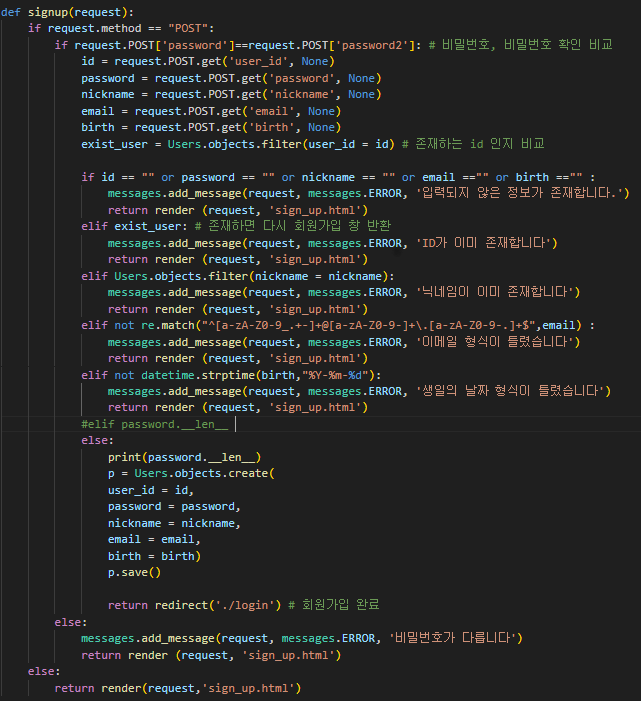 def signup(request):
    if request.method == "POST":
        if request.POST['password']==request.POST['password2']: # 비밀번호, 비밀번호 확인 비교
            id = request.POST.get('user_id', None)
            password = request.POST.get('password', None)
            nickname = request.POST.get('nickname', None)
            email = request.POST.get('email', None)
            birth = request.POST.get('birth', None)
            exist_user = Users.objects.filter(user_id = id) # 존재하는 id 인지 비교

            if id == "" or password == "" or nickname == "" or email =="" or birth =="" :
                messages.add_message(request, messages.ERROR, '입력되지 않은 정보가 존재합니다.')
                return render (request, 'sign_up.html')
            elif exist_user: # 존재하면 다시 회원가입 창 반환
                messages.add_message(request, messages.ERROR, 'ID가 이미 존재합니다')
                return render (request, 'sign_up.html')
            elif Users.objects.filter(nickname = nickname):
                messages.add_message(request, messages.ERROR, '닉네임이 이미 존재합니다')
                return render (request, 'sign_up.html')
            elif not re.match("^[a-zA-Z0-9_.+-]+@[a-zA-Z0-9-]+\.[a-zA-Z0-9-.]+$",email) :
                messages.add_message(request, messages.ERROR, '이메일 형식이 틀렸습니다')
                return render (request, 'sign_up.html')
            elif not datetime.strptime(birth,"%Y-%m-%d"):
                messages.add_message(request, messages.ERROR, '생일의 날짜 형식이 틀렸습니다')
                return render (request, 'sign_up.html')
            #elif password.__len__
            else:
                print(password.__len__)
                p = Users.objects.create(
                user_id = id,
                password = password,
                nickname = nickname,
                email = email,
                birth = birth)
                p.save()

                return redirect('./login') # 회원가입 완료
        else:
            messages.add_message(request, messages.ERROR, '비밀번호가 다릅니다')
            return render (request, 'sign_up.html')
    else:
        return render(request,'sign_up.html')